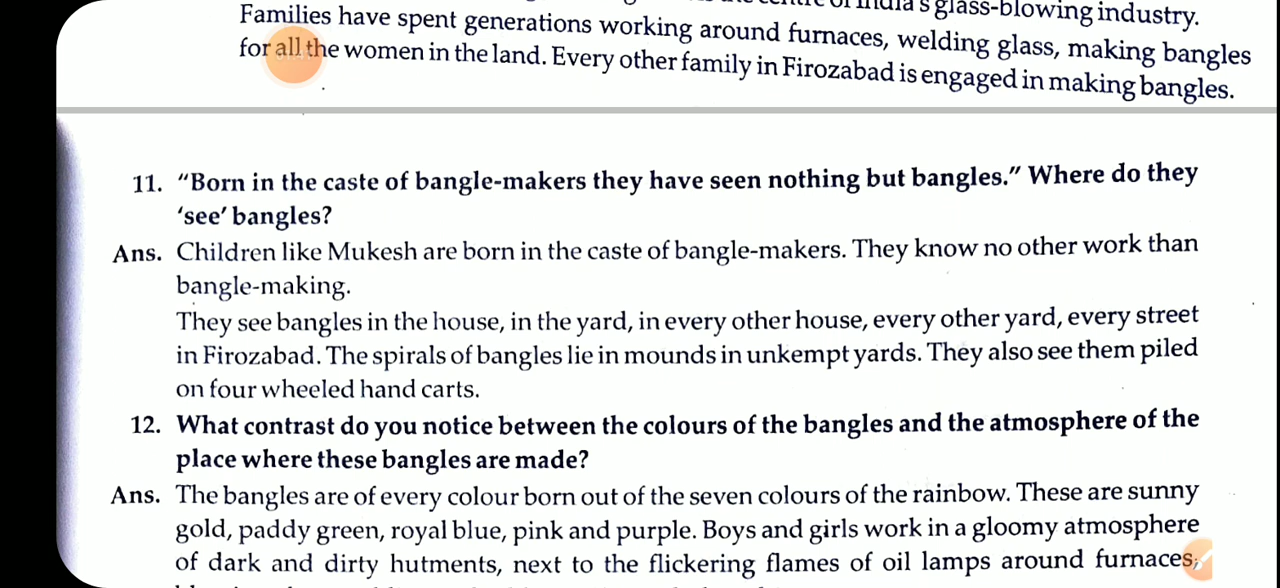 India's glass-blowing industry.
Families have spent generations working around furnaces, welding glass, making bangles
for all the women in the land. Every other family in Firozabad is engaged in making bangles.
11. "Born in the caste of bangle-makers they have seen nothing but bangles." Where do they
'see' bangles?
Ans. Children like Mukesh are born in the caste of bangle-makers. They know no other work than
bangle-making.
They see bangles in the house, in the yard, in every other house, every other yard, every street
in Firozabad. The spirals of bangles lie in mounds in unkempt yards. They also see them piled
on four wheeled hand carts.
12. What contrast do you notice between the colours of the bangles and the atmosphere of the
place where these bangles are made?
Ans. The bangles are of every colour born out of the seven colours of the rainbow. These are sunny
gold, paddy green, royal blue, pink and purple. Boys and girls work in a gloomy atmosphere
of dark and dirty hutments, next to the flickering flames of oil lamps around furnaces,